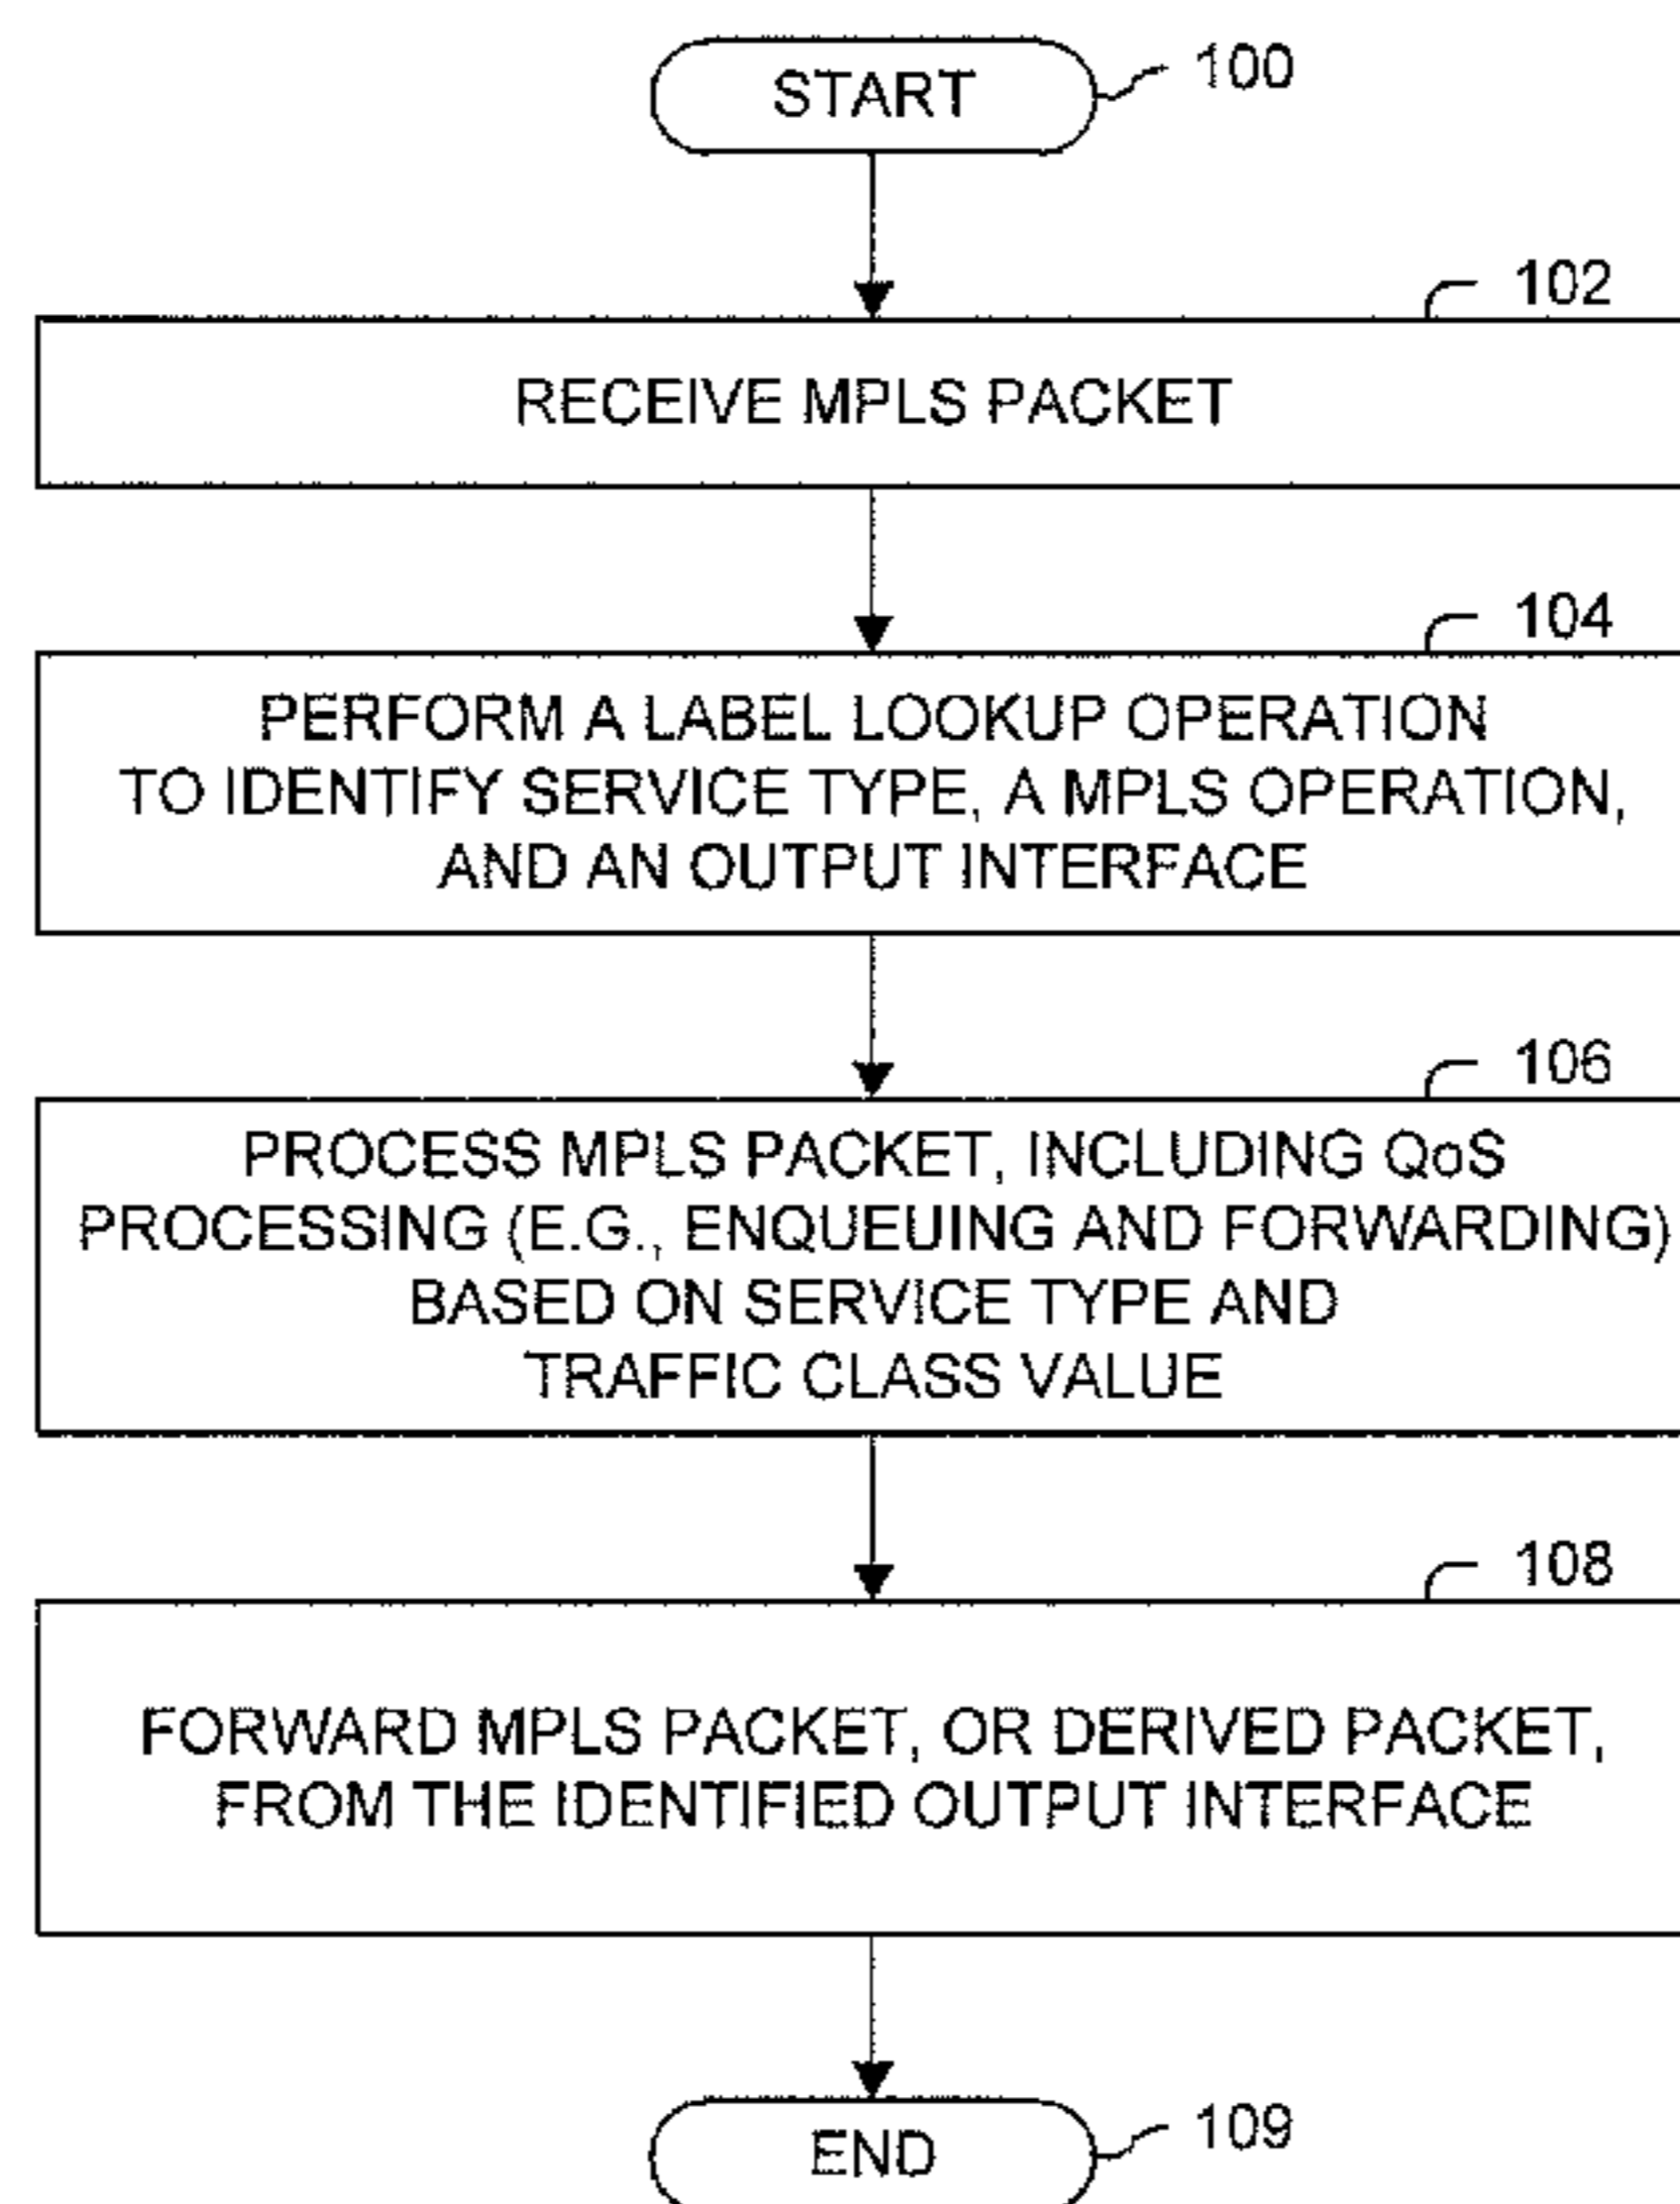 START
100
102
RECEIVE MPLS PACKET
104
PERFORM A LABEL LOOKUP OPERATION
TO IDENTIFY SERVICE TYPE, A MPLS OPERATION,
AND AN OUTPUT INTERFACE
106
PROCESS MPLS PACKET, INCLUDING QoS
PROCESSING (E.G., ENQUEUING AND FORWARDING)
BASED ON SERVICE TYPE AND
TRAFFIC CLASS VALUE
108
FORWARD MPLS PACKET, OR DERIVED PACKET,
FROM THE IDENTIFIED OUTPUT INTERFACE
END
109